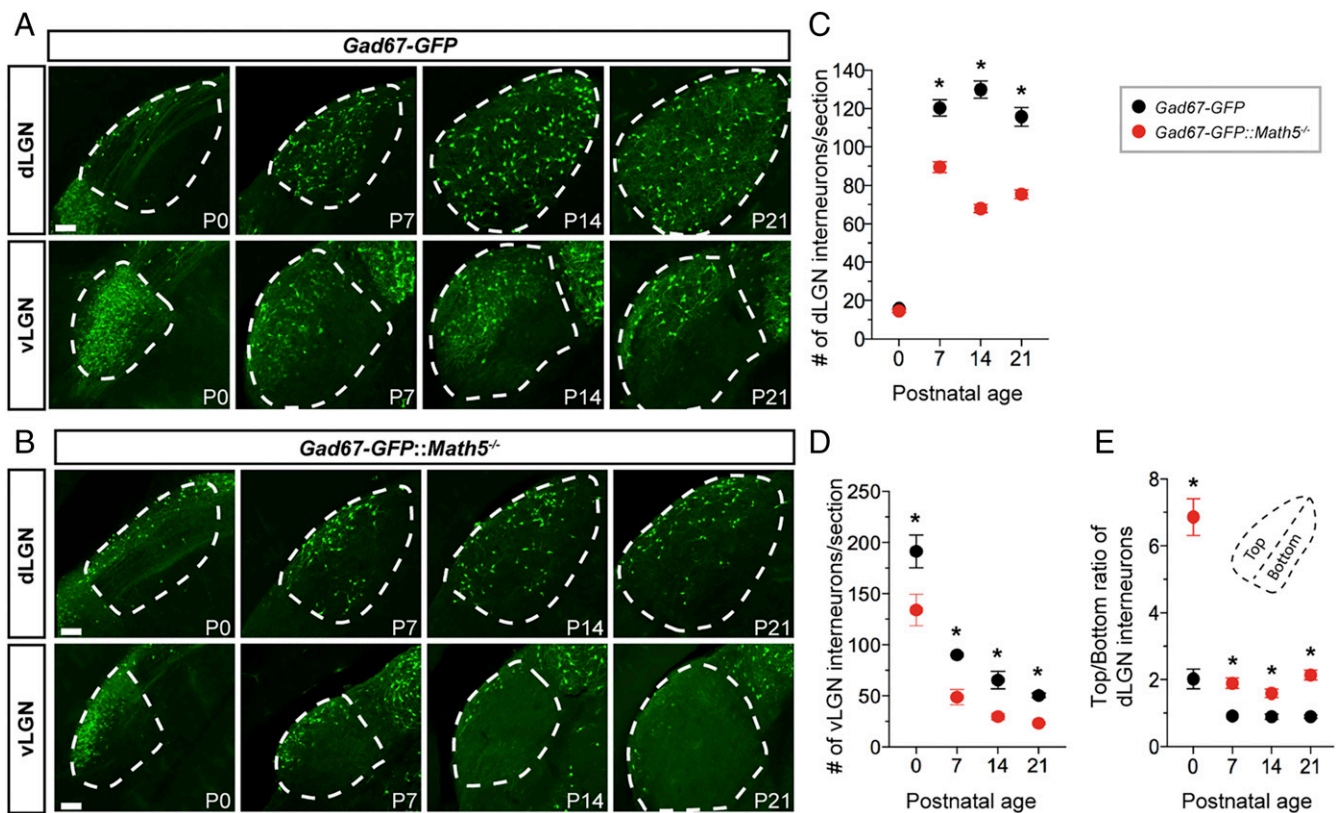 A
Gad67-GFP
dLGN
P0
P7
P14
P21
vLGN
P0
P7
P14
P21
B
Gad67-GFP::Math5-/-
dLGN
P0
P7
P14
P21
vLGN
P0
P7
P14
P21
C
# of dLGN interneurons/section
140
120
100
80
60
40
20
0
* * *
0 7 14 21
Postnatal age
Gad67-GFP
Gad67-GFP::Math5-/-
D
# of vLGN interneurons/section
250
200
150
100
50
0
* * * *
0 7 14 21
Postnatal age
E
Top/Bottom ratio of
dLGN interneurons
8
6
4
2
0
* * * *
Top
Bottom
0 7 14 21
Postnatal age